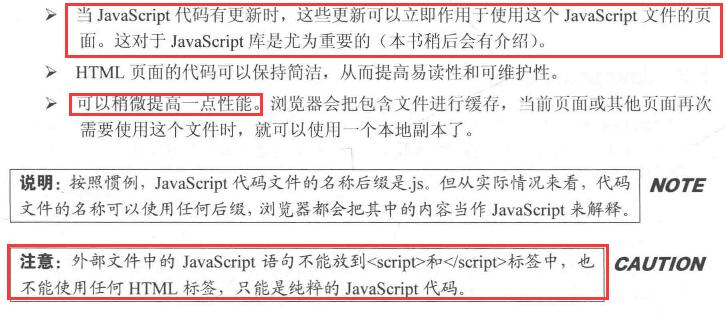 ➢ 当 JavaScript 代码有更新时，这些更新可以立即作用于使用这个 JavaScript 文件的页
面。这对于 JavaScript 库是尤为重要的（本书稍后会有介绍）。
➢ HTML 页面的代码可以保持简洁，从而提高易读性和可维护性。
➢ 可以稍微提高一点性能。浏览器会把包含文件进行缓存，当前页面或其他页面再次
需要使用这个文件时，就可以使用一个本地副本了。
说明：按照惯例，JavaScript 代码文件的名称后缀是.js。但从实际情况来看，代码
文件的名称可以使用任何后缀，浏览器都会把其中的内容当作 JavaScript 来解释。
NOTE
注意：外部文件中的 JavaScript 语句不能放到<script>和</script>标签中，也
不能使用任何 HTML 标签，只能是纯粹的 JavaScript 代码。
CAUTION